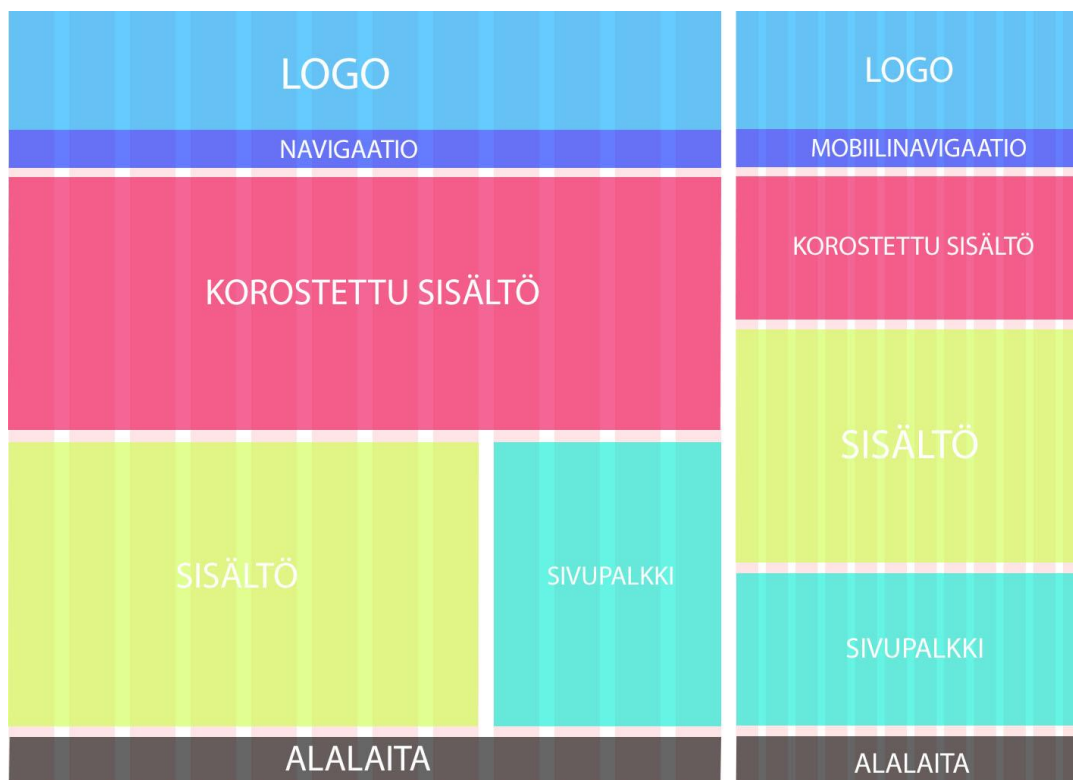 LOGO
NAVIGAATIO
KOROSTETTU SISÄLTÖ
SISÄLTÖ
SIVUPALKKI
ALALAITA
LOGO
MOBIILINAVIGAATIO
KOROSTETTU SISÄLTÖ
SISÄLTÖ
SIVUPALKKI
ALALAITA